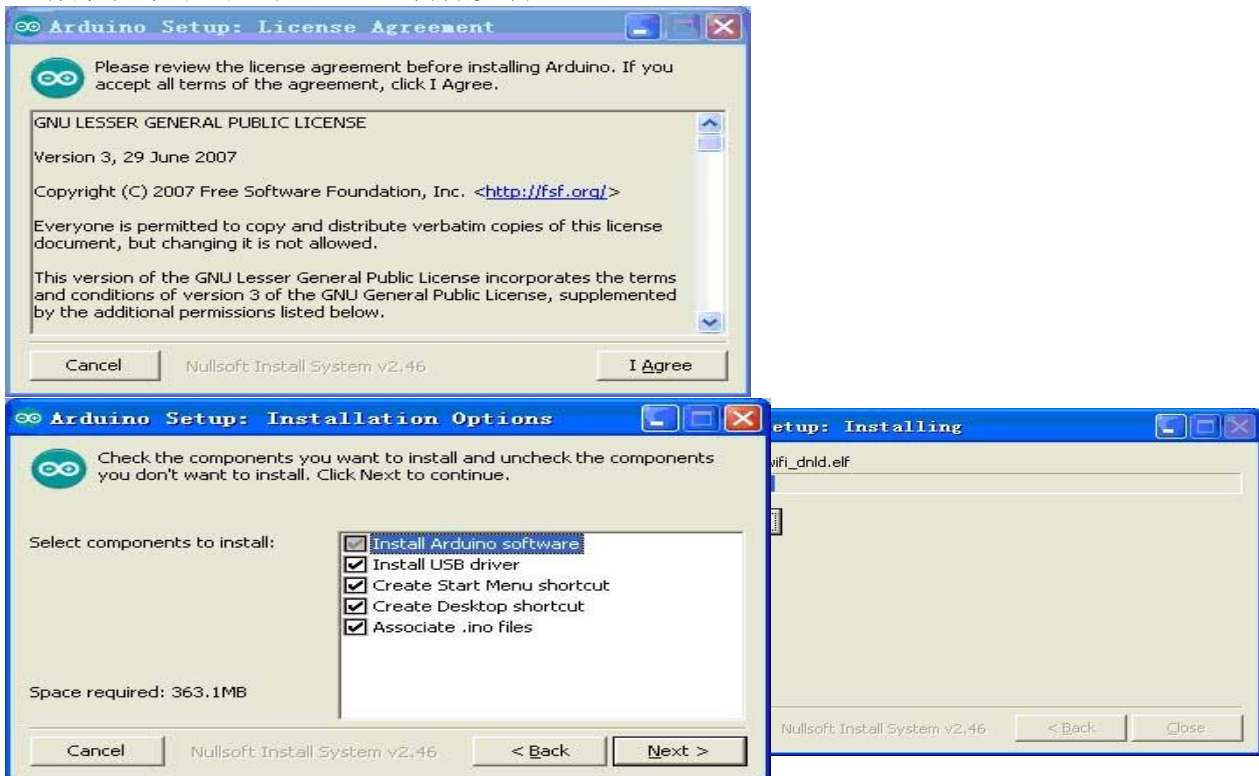 Arduino Setup: License Agreement
Please review the license agreement before installing Arduino. If you
accept all terms of the agreement, click I Agree.
GNU LESSER GENERAL PUBLIC LICENSE
Version 3, 29 June 2007
Copyright (C) 2007 Free Software Foundation, Inc. <http://fsf.org/>
Everyone is permitted to copy and distribute verbatim copies of this license
document, but changing it is not allowed.
This version of the GNU Lesser General Public License incorporates the terms
and conditions of version 3 of the GNU General Public License, supplemented
by the additional permissions listed below.
Cancel Nullsoft Install System v2.46 I Agree
Arduino Setup: Installation Options
Check the components you want to install and uncheck the components
you don't want to install. Click Next to continue.
Select components to install:
Install Arduino software
Install USB driver
Create Start Menu shortcut
Create Desktop shortcut
Associate .ino files
Space required: 363.1MB
Cancel Nullsoft Install System v2.46 < Back Next >
etup: Installing
wifi_dnld.elf
Nullsoft Install System v2.46 < Back Close